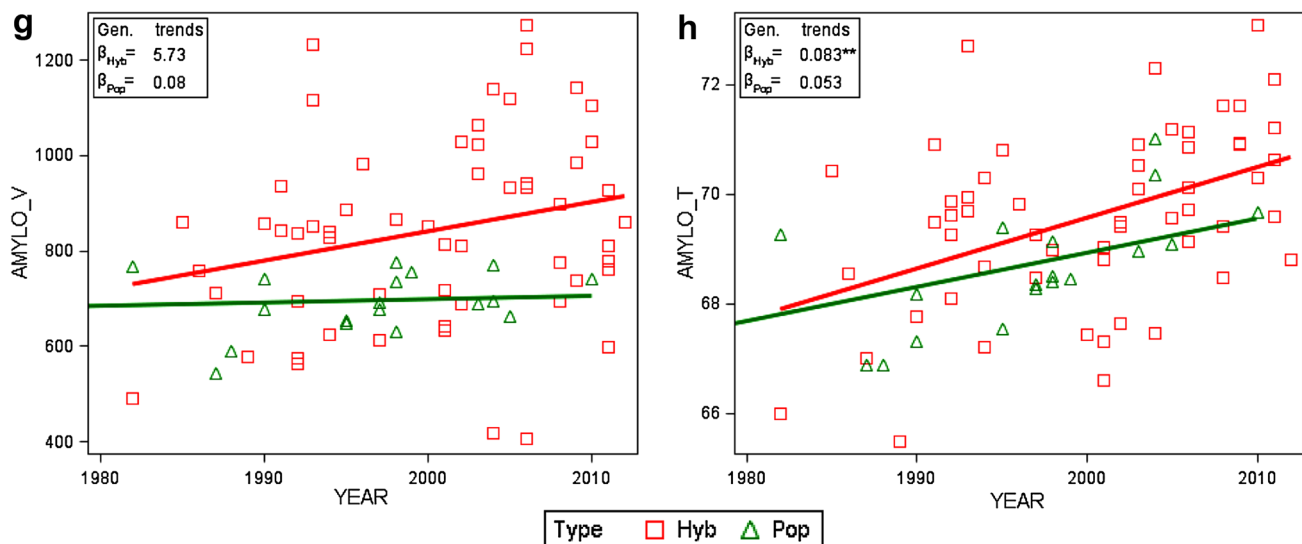 g
Gen. trends
βHyb= 5.73
βPop= 0.08
AMYLO_V
1200
1000
800
600
400
1980
1990
2000
2010
YEAR
h
Gen. trends
βHyb= 0.083**
βPop= 0.053
AMYLO_T
72
70
68
66
1980
1990
2000
2010
YEAR
Type Hyb Pop